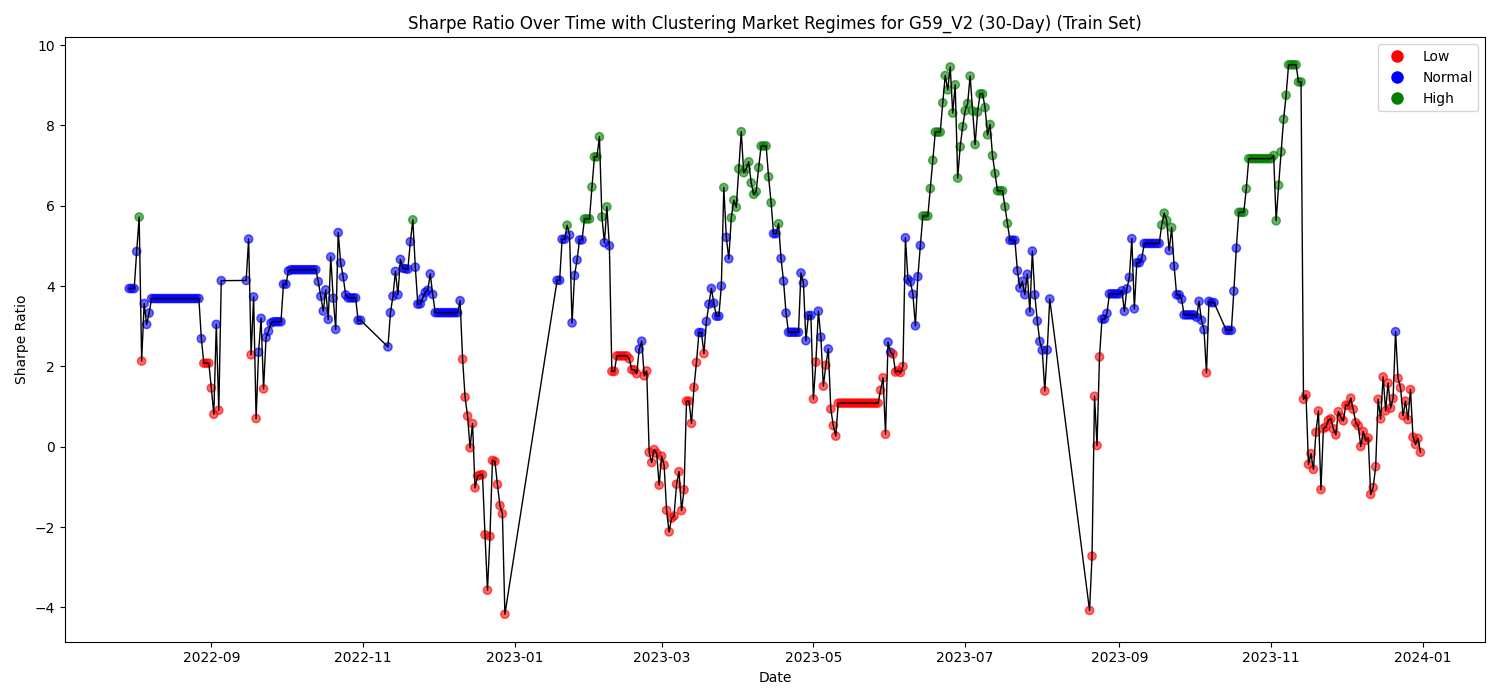 Sharpe Ratio Over Time with Clustering Market Regimes for G59_V2 (30-Day) (Train Set)
Low
Normal
High
Sharpe Ratio
10
8
6
4
2
0
−2
−4
2022-09
2022-11
2023-01
2023-03
2023-05
2023-07
2023-09
2023-11
2024-01
Date